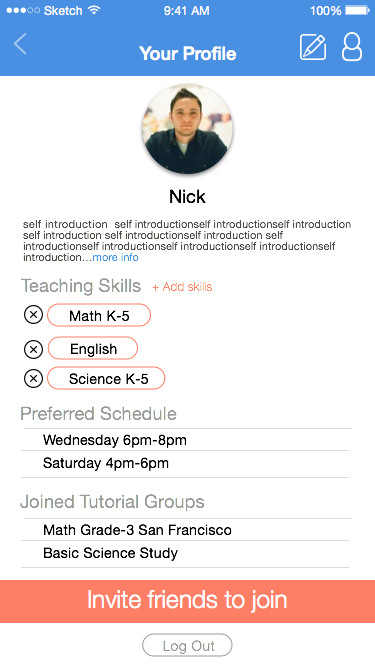 Sketch 9:41 AM 100%
Your Profile
Nick
self introduction self introductionself introductionself introduction
self introduction self introductionself introduction self
introductionself introductionself introductionself introductionself
introduction...more info
Teaching Skills + Add skills
Math K-5
English
Science K-5
Preferred Schedule
Wednesday 6pm-8pm
Saturday 4pm-6pm
Joined Tutorial Groups
Math Grade-3 San Francisco
Basic Science Study
Invite friends to join
Log Out